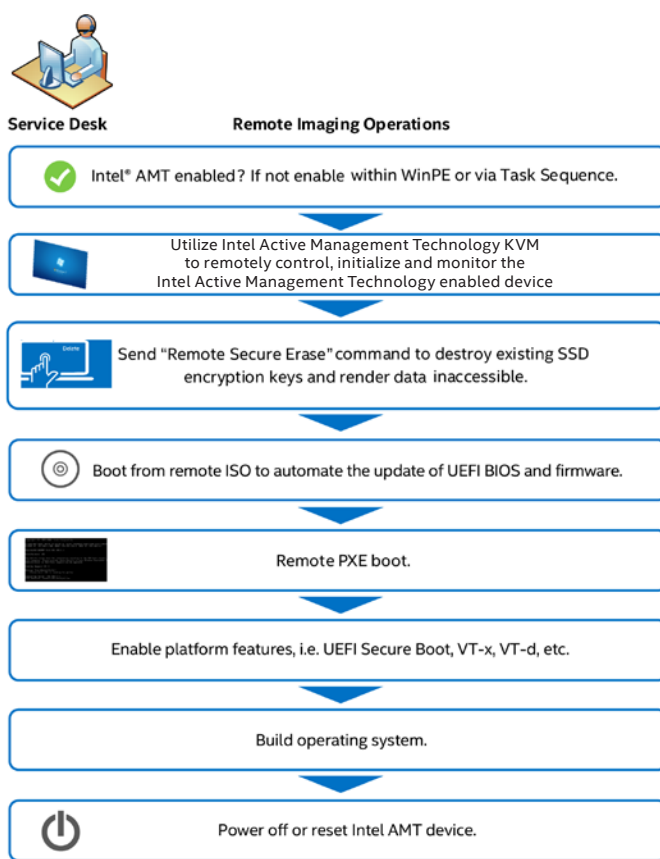 Service Desk
Remote Imaging Operations
Intel® AMT enabled? If not enable within WinPE or via Task Sequence.
Utilize Intel Active Management Technology KVM
to remotely control, initialize and monitor the
Intel Active Management Technology enabled device
Delete
Send “Remote Secure Erase” command to destroy existing SSD
encryption keys and render data inaccessible.
Boot from remote ISO to automate the update of UEFI BIOS and firmware.
Remote PXE boot.
Enable platform features, i.e. UEFI Secure Boot, VT-x, VT-d, etc.
Build operating system.
Power off or reset Intel AMT device.